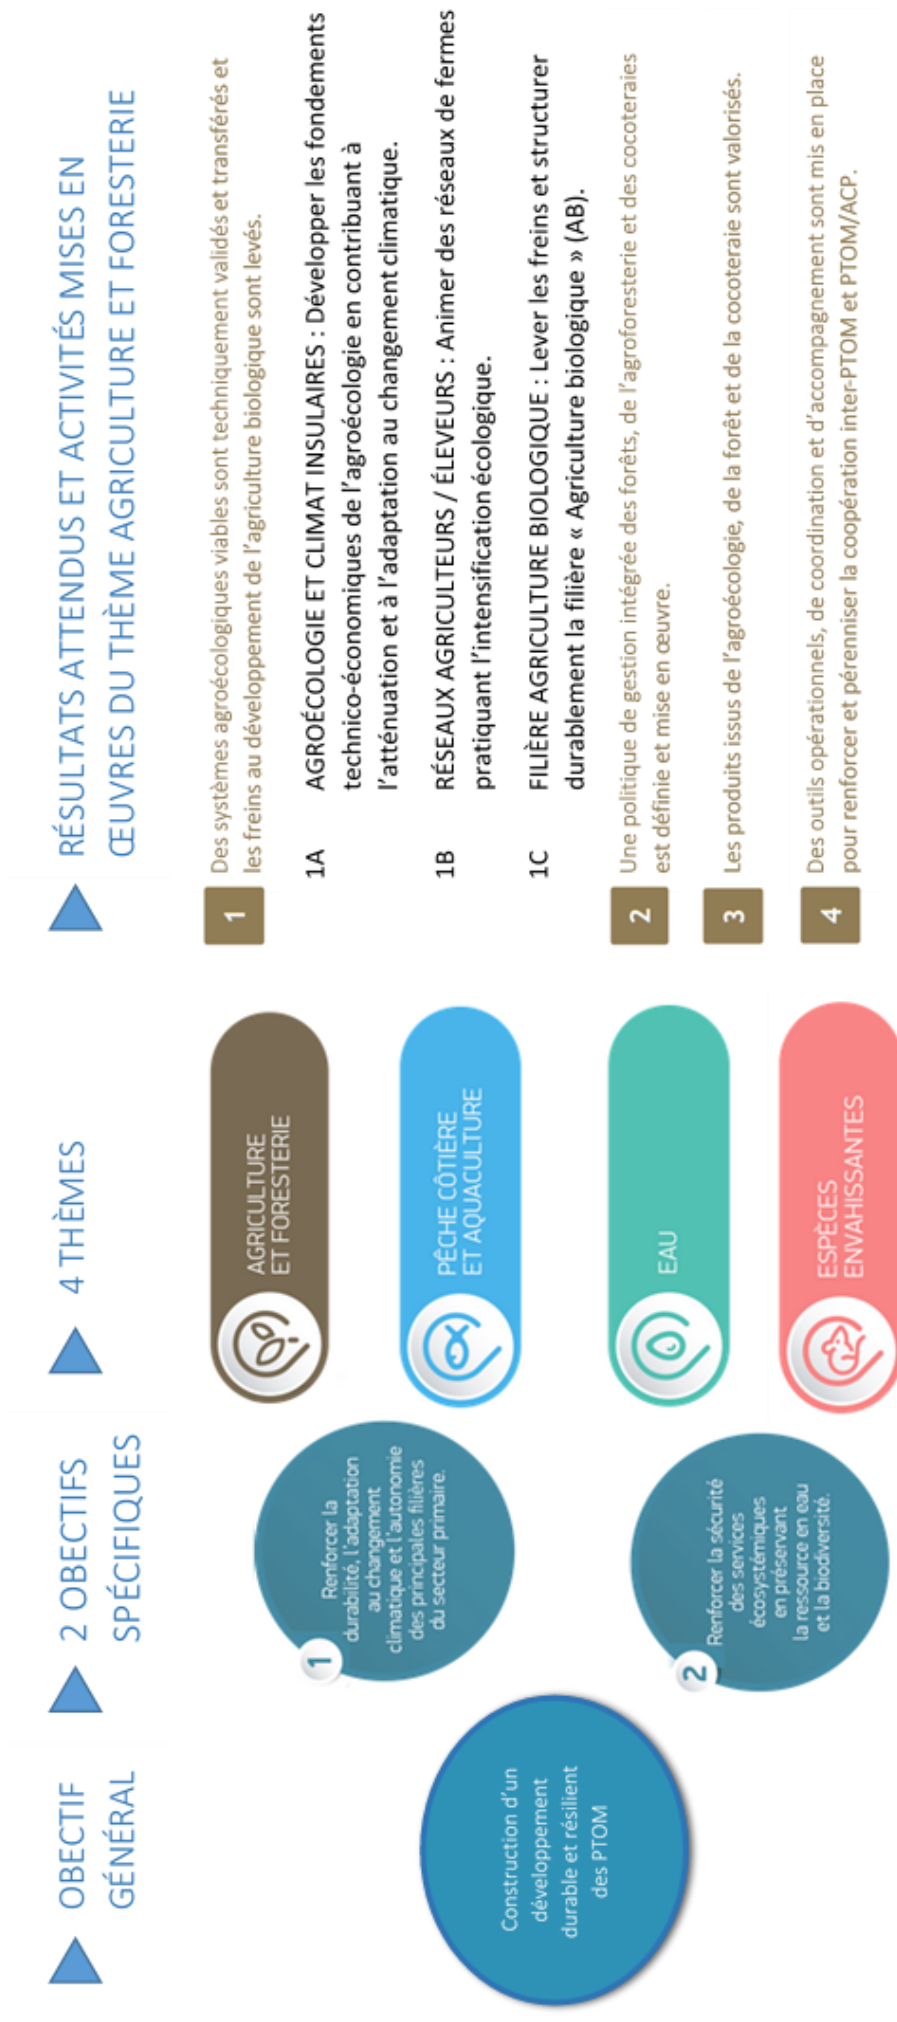 OBECTIF
GÉNÉRAL
2 OBECTIFS
SPÉCIFIQUES
4 THÈMES
RÉSULTATS ATTENDUS ET ACTIVITÉS MISES EN
ŒUVRES DU THÈME AGRICULTURE ET FORESTERIE
Construction d'un
développement
durable et résilient
des PTOM
1
Renforcer la
durabilité, l'adaptation
au changement
climatique et l'autonomie
des principales filières
du secteur primaire.
2
Renforcer la sécurité
des services
écosystémiques
en préservant
la ressource en eau
et la biodiversité.
AGRICULTURE
ET FORESTERIE
PÊCHE CÔTIÈRE
ET AQUACULTURE
EAU
ESPÈCES
ENVAHISSANTES
1 Des systèmes agroécologiques viables sont techniquement validés et transférés et
les freins au développement de l'agriculture biologique sont levés.
1A AGROÉCOLOGIE ET CLIMAT INSULAIRES : Développer les fondements
technico-économiques de l'agroécologie en contribuant à
l'atténuation et à l'adaptation au changement climatique.
1B RÉSEAUX AGRICULTEURS / ÉLEVEURS : Animer des réseaux de fermes
pratiquant l'intensification écologique.
1C FILIÈRE AGRICULTURE BIOLOGIQUE : Lever les freins et structurer
durablement la filière « Agriculture biologique » (AB).
2 Une politique de gestion intégrée des forêts, de l'agroforesterie et des cocoteraies
est définie et mise en œuvre.
3 Les produits issus de l'agroécologie, de la forêt et de la cocoteraie sont valorisés.
4 Des outils opérationnels, de coordination et d'accompagnement sont mis en place
pour renforcer et pérenniser la coopération inter-PTOM et PTOM/ACP.